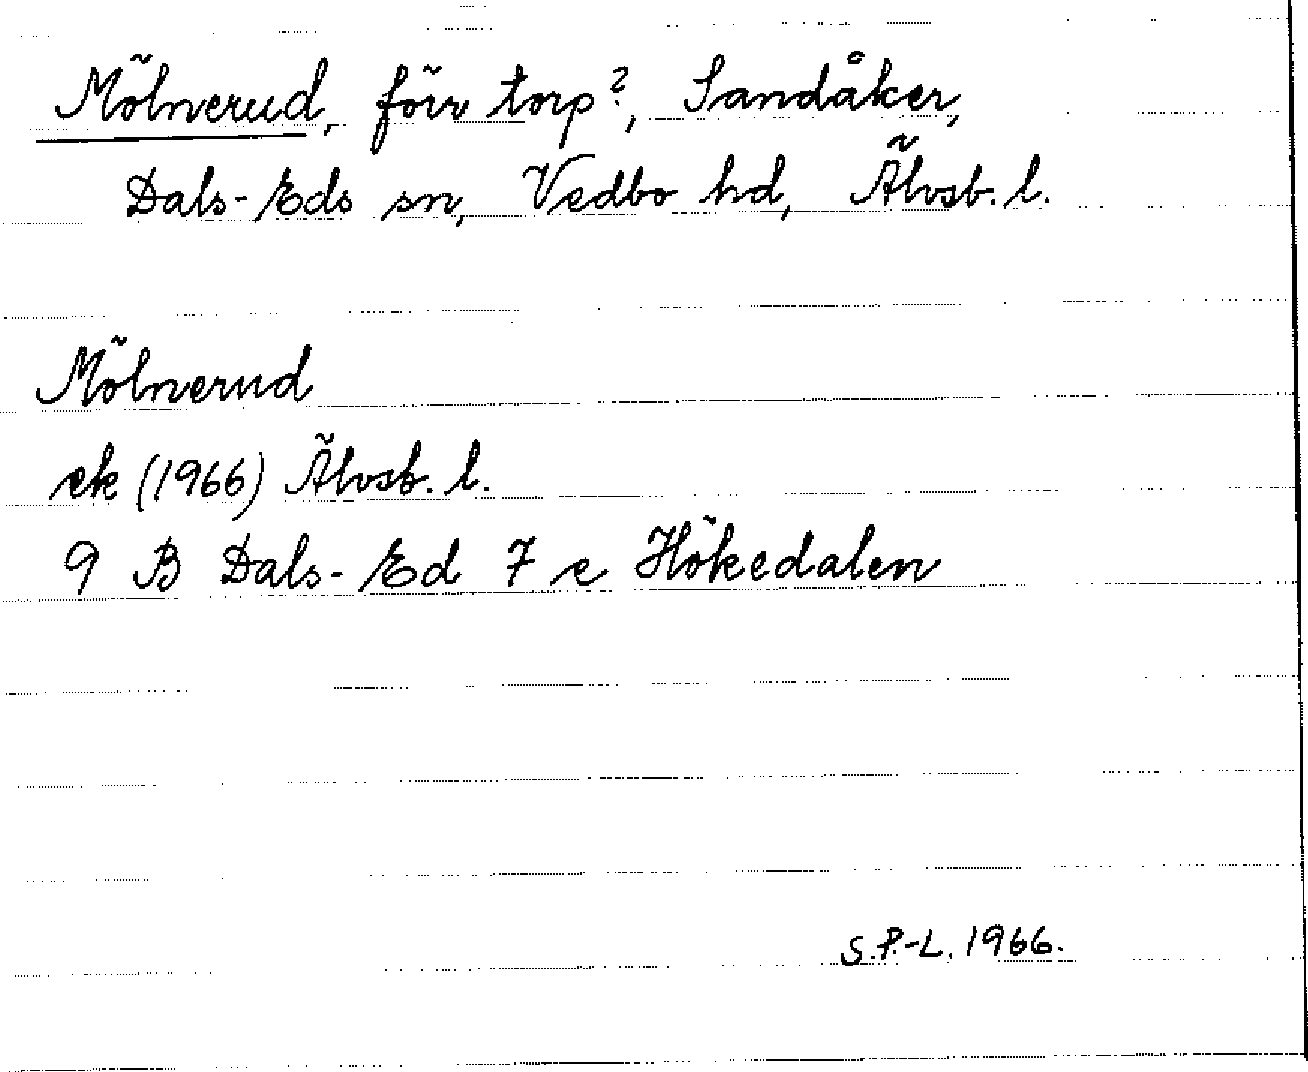 Mölnerud, förv torp?, Sandåker,
Dals-Eds sn, Vedbo hd, Älvsb. l.
Mölnerud
ek (1966) Älvsb. l.
9 B Dals-Ed 7 e Hökedalen
S.P.-L. 1966.